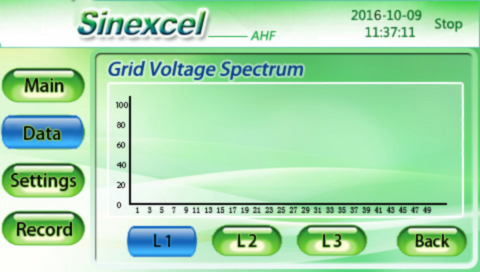 Sinexcel AHF
2016-10-09
11:37:11
Stop
Main
Data
Settings
Record
Grid Voltage Spectrum
100
80
60
40
20
0
1 3 5 7 9 11 13 15 17 19 21 23 25 27 29 31 33 35 37 39 41 43 45 47 49
L1 L2 L3 Back